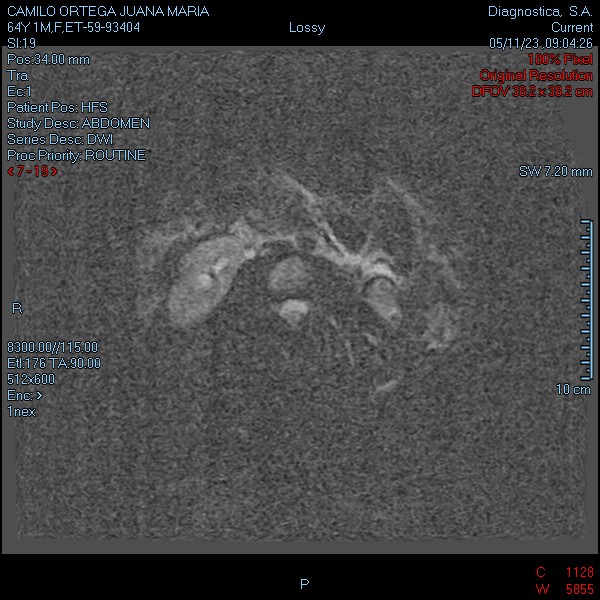 CAMILO ORTEGA JUANA MARIA
64Y 1M,F,ET-59-93404
Sl:19
Pos:34.00 mm
Tra
Ec:1
Patient Pos: HFS
Study Desc: ABDOMEN
Series Desc: DWI
Proc Priority: ROUTINE
< 7 - 19 >
Lossy
Diagnostica, S.A.
Current
05/11/23 ,09:04:26
100% Pixel
Original Resolution
DFOV 38.2 x 38.2 cm
SW 7.20 mm
R
8300.00//115.00
Etl:176 TA:90.00
512x600
Enc: >
1nex
10 cm
P
C 1128
W 5855